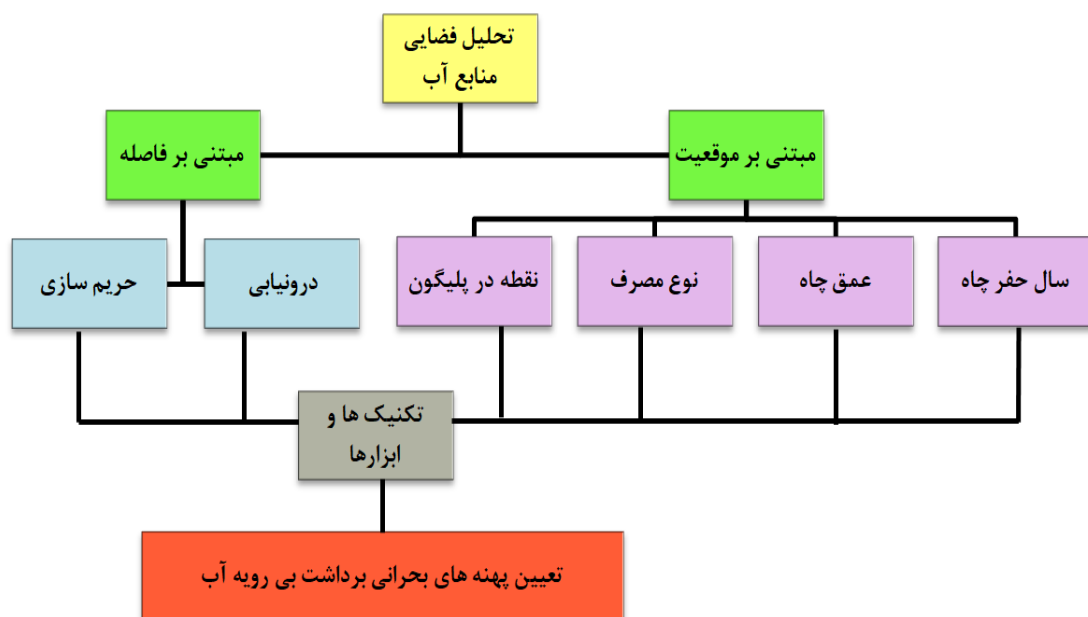 تحلیل فضایی
منابع آب
مبتنی بر موقعیت
مبتنی بر فاصله
سال حفر چاه
عمق چاه
نوع مصرف
نقطه در پلیگون
درونیابی
حریم سازی
تکنیک ها و
ابزارها
تعیین پهنه های بحرانی برداشت بی رویه آب